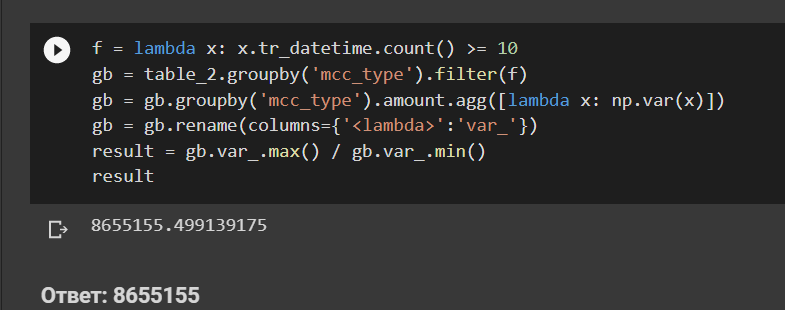 f = lambda x: x.tr_datetime.count() >= 10
gb = table_2.groupby('mcc_type').filter(f)
gb = gb.groupby('mcc_type').amount.agg([lambda x: np.var(x)])
gb = gb.rename(columns={'<lambda>':'var_'})
result = gb.var_.max() / gb.var_.min()
result
8655155.499139175
Ответ: 8655155